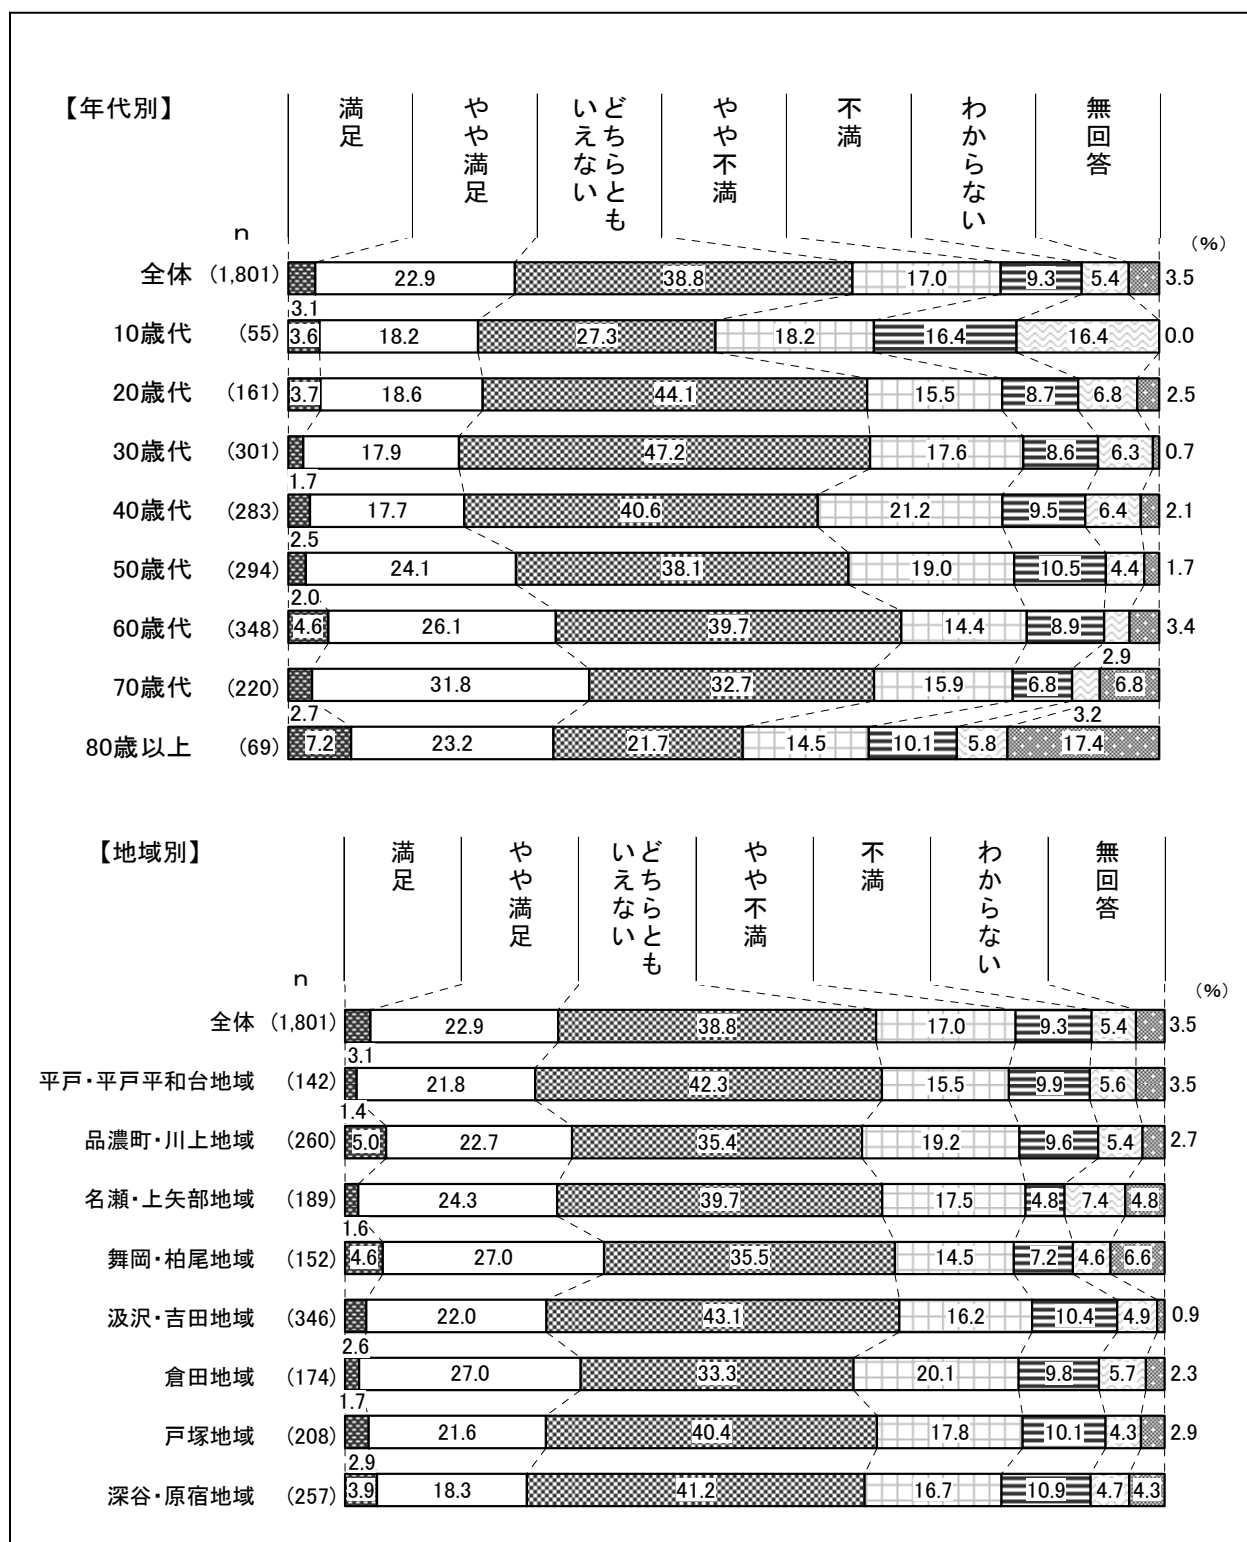 【年代別】
満足
やや満足
どちらとも
いえない
やや不満
不満
わからない
無回答
n
(%)
全体 (1,801) 3.1 22.9 38.8 17.0 9.3 5.4 3.5
10歳代 (55) 3.6 18.2 27.3 18.2 16.4 16.4 0.0
20歳代 (161) 3.7 18.6 44.1 15.5 8.7 6.8 2.5
30歳代 (301) 1.7 17.9 47.2 17.6 8.6 6.3 0.7
40歳代 (283) 2.5 17.7 40.6 21.2 9.5 6.4 2.1
50歳代 (294) 2.0 24.1 38.1 19.0 10.5 4.4 1.7
60歳代 (348) 4.6 26.1 39.7 14.4 8.9 2.9 3.4
70歳代 (220) 2.7 31.8 32.7 15.9 6.8 3.2 6.8
80歳以上 (69) 7.2 23.2 21.7 14.5 10.1 5.8 17.4
【地域別】
満足
やや満足
どちらとも
いえない
やや不満
不満
わからない
無回答
n
(%)
全体 (1,801) 3.1 22.9 38.8 17.0 9.3 5.4 3.5
平戸・平戸平和台地域 (142) 1.4 21.8 42.3 15.5 9.9 5.6 3.5
品濃町・川上地域 (260) 5.0 22.7 35.4 19.2 9.6 5.4 2.7
名瀬・上矢部地域 (189) 1.6 24.3 39.7 17.5 4.8 7.4 4.8
舞岡・柏尾地域 (152) 4.6 27.0 35.5 14.5 7.2 4.6 6.6
汲沢・吉田地域 (346) 2.6 22.0 43.1 16.2 10.4 4.9 0.9
倉田地域 (174) 1.7 27.0 33.3 20.1 9.8 5.7 2.3
戸塚地域 (208) 2.9 21.6 40.4 17.8 10.1 4.3 2.9
深谷・原宿地域 (257) 3.9 18.3 41.2 16.7 10.9 4.7 4.3